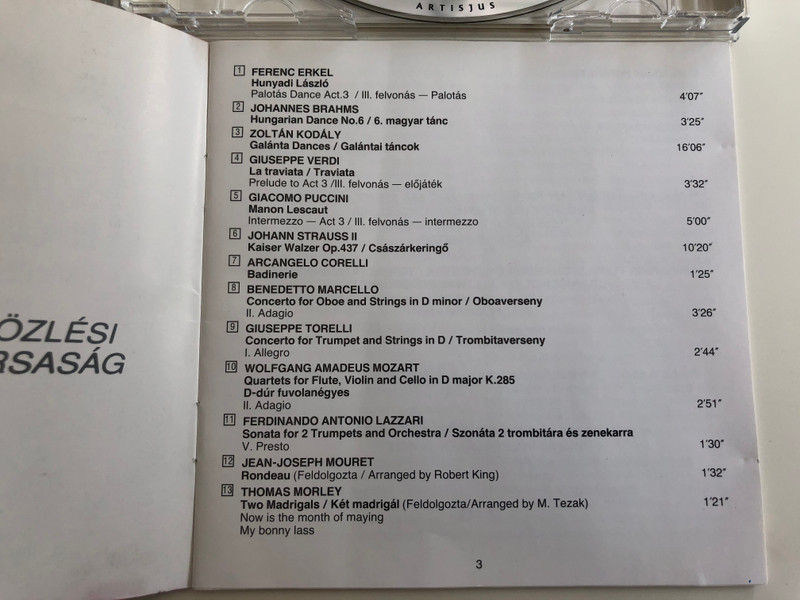 ARTISJUS
ÖZLÉSI
RSASÁG
1 FERENC ERKEL
Hunyadi László
Palotás Dance Act.3 / III. felvonás — Palotás 4'07"
2 JOHANNES BRAHMS
Hungarian Dance No.6 / 6. magyar tánc 3'25"
3 ZOLTÁN KODÁLY
Galánta Dances / Galántai táncok 16'06"
4 GIUSEPPE VERDI
La traviata / Traviata
Prelude to Act 3 /III. felvonás — előjáték 3'32"
5 GIACOMO PUCCINI
Manon Lescaut
Intermezzo — Act 3 / III. felvonás — intermezzo 5'00"
6 JOHANN STRAUSS II
Kaiser Walzer Op.437 / Császárkeringő 10'20"
7 ARCANGELO CORELLI
Badinerie 1'25"
8 BENEDETTO MARCELLO
Concerto for Oboe and Strings in D minor / Oboaverseny
II. Adagio 3'26"
9 GIUSEPPE TORELLI
Concerto for Trumpet and Strings in D / Trombitaverseny
I. Allegro 2'44"
10 WOLFGANG AMADEUS MOZART
Quartets for Flute, Violin and Cello in D major K.285
D-dúr fuvolanégyes
II. Adagio 2'51"
11 FERDINANDO ANTONIO LAZZARI
Sonata for 2 Trumpets and Orchestra / Szonáta 2 trombitára és zenekarra
V. Presto 1'30"
12 JEAN-JOSEPH MOURET
Rondeau (Feldolgozta / Arranged by Robert King) 1'32"
13 THOMAS MORLEY
Two Madrigals / Két madrigál (Feldolgozta/Arranged by M. Tezak) 1'21"
Now is the month of maying
My bonny lass
3